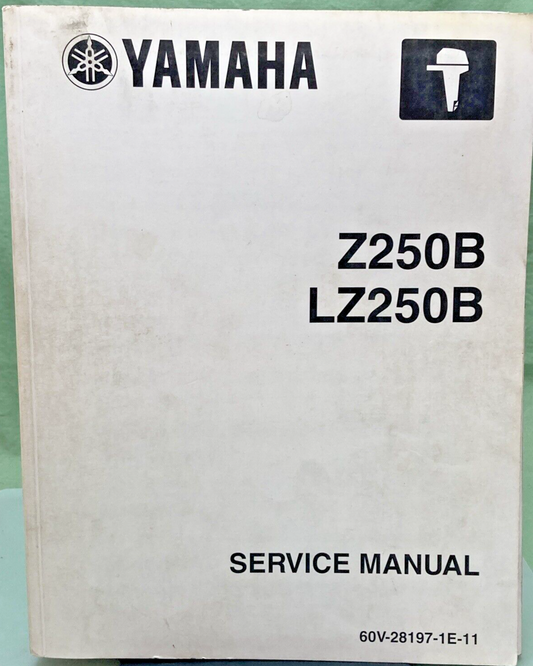 YAMAHA
Z250B
LZ250B
SERVICE MANUAL
60V-28197-1E-11